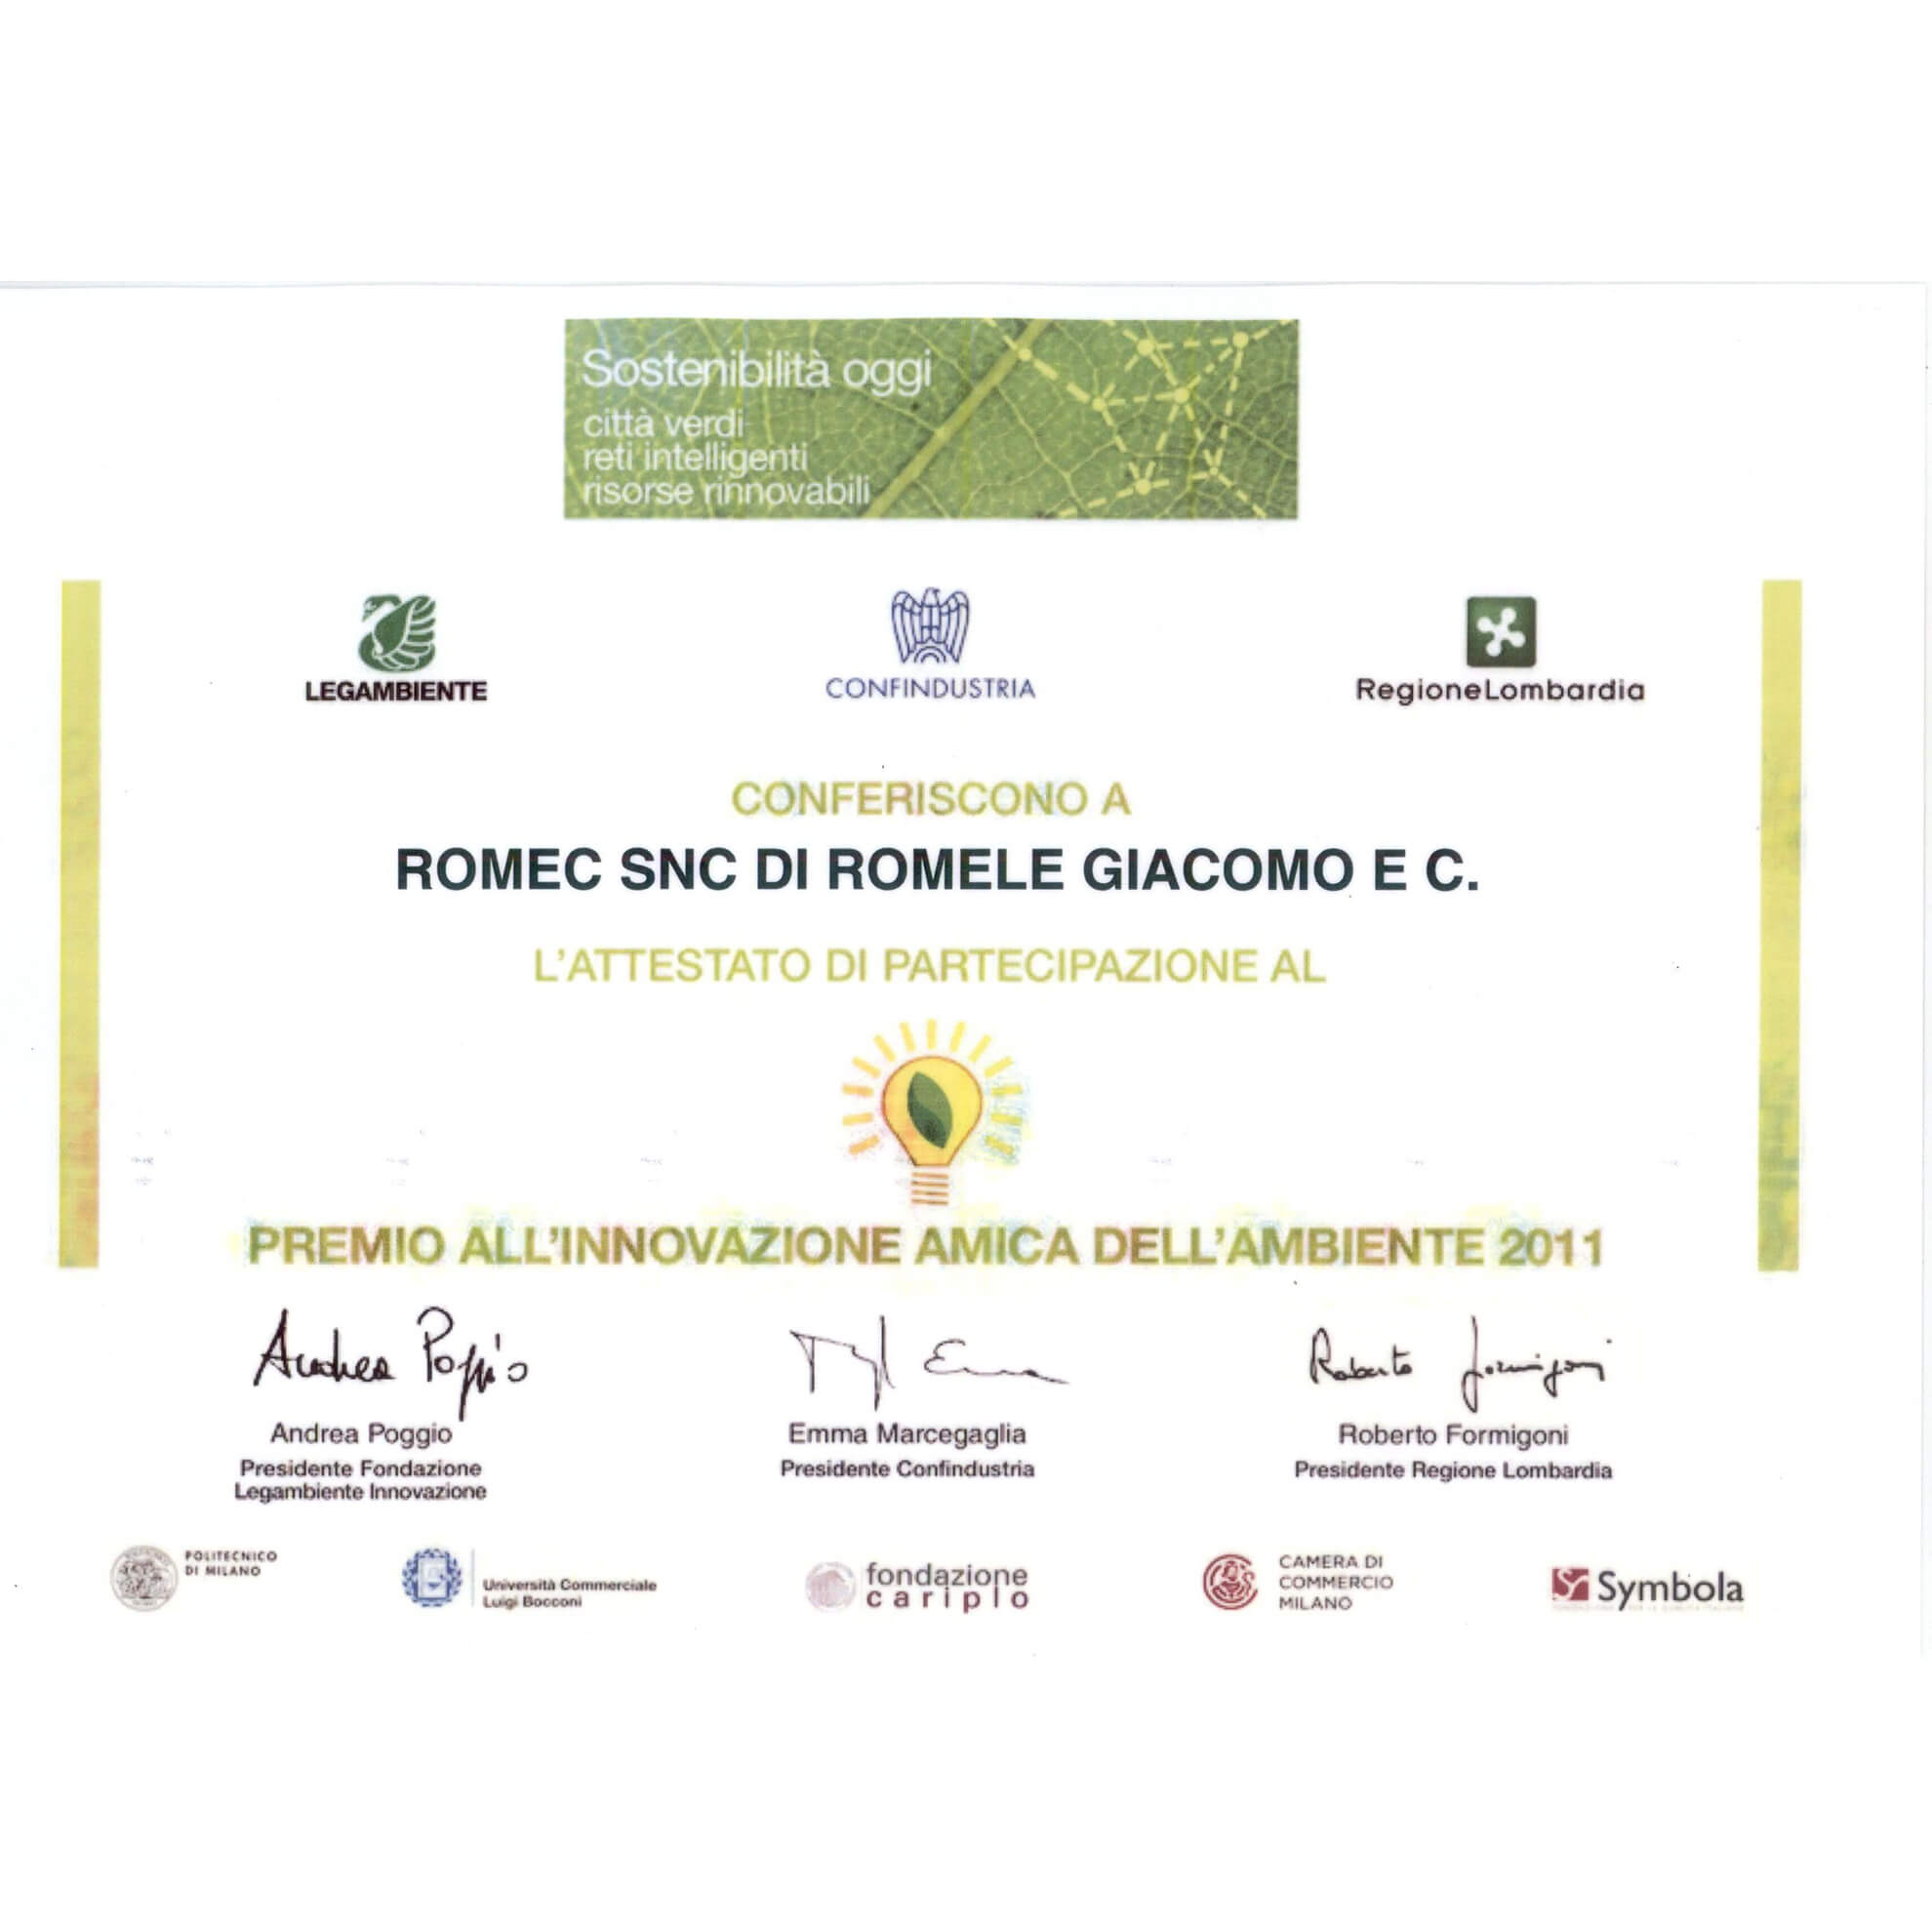 Sostenibilità oggi
città verdi
reti intelligenti
risorse rinnovabili
LEGAMBIENTE
CONFINDUSTRIA
RegioneLombardia
CONFERISCONO A
ROMEC SNC DI ROMELE GIACOMO E C.
L'ATTESTATO DI PARTECIPAZIONE AL
PREMIO ALL'INNOVAZIONE AMICA DELL'AMBIENTE 2011
Andrea Poggio
Emma
Roberto Formigoni
Andrea Poggio
Presidente Fondazione
Legambiente Innovazione
Emma Marcegaglia
Presidente Confindustria
Roberto Formigoni
Presidente Regione Lombardia
POLITECNICO
DI MILANO
Università Commerciale
Luigi Bocconi
fondazione
cariplo
CAMERA DI
COMMERCIO
MILANO
Symbola